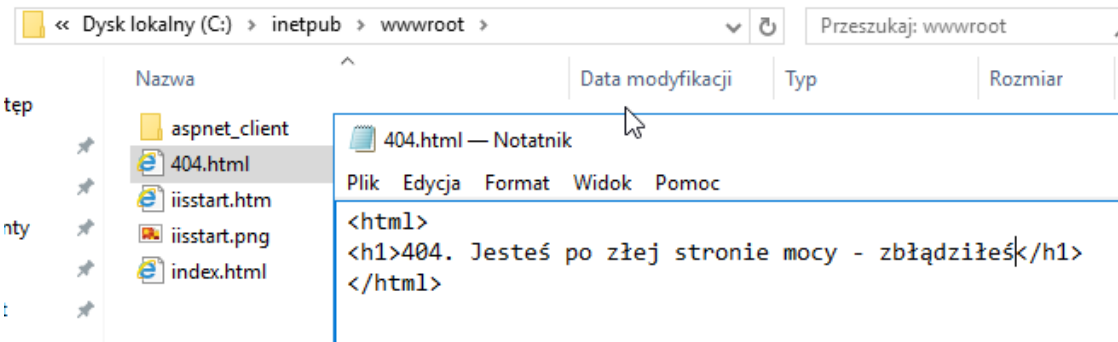 « Dysk lokalny (C:) > inetpub > wwwroot >
Przeszukaj: wwwroot
Nazwa
Data modyfikacji
Typ
Rozmiar
tęp
nty
t
aspnet_client
404.html
iisstart.htm
iisstart.png
index.html
404.html — Notatnik
Plik Edycja Format Widok Pomoc
<html>
<h1>404. Jesteś po złej stronie mocy - zbłądziłeś</h1>
</html>